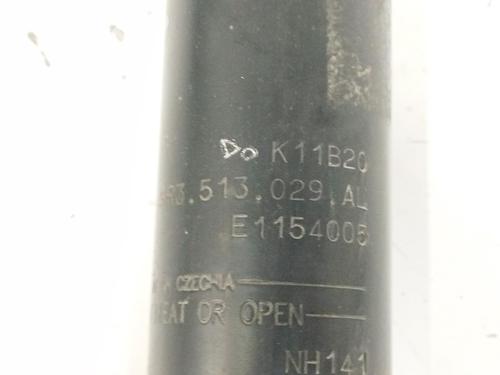 Do K11B20
.513.029.AL
E1154005
CZECHIA
OR OPEN
NH141